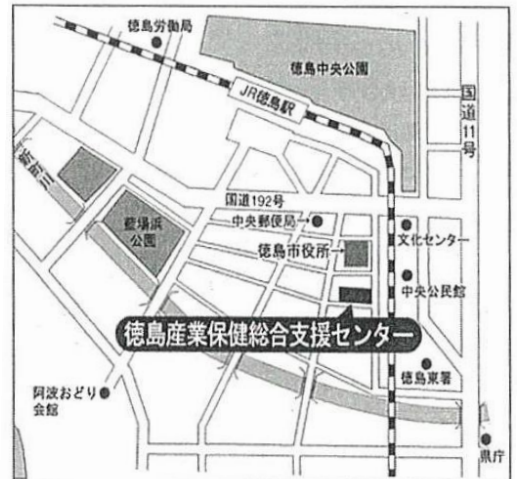 徳島労働局
徳島中央公園
JR徳島駅
国道11号
新町川
藍場浜
公園
国道192号
中央郵便局→
文化センター
徳島市役所→
中央公民館
徳島産業保健総合支援センター
徳島東署
阿波おどり
会館
県庁